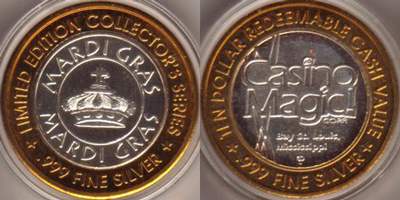 LIMITED EDITION COLLECTOR'S SERIES
MARDI GRAS
MARDI GRAS
.999 FINE SILVER
TEN DOLLAR REDEEMABLE CASH VALUE
Casino
Magic
CORP.
Bay St. Louis,
Mississippi
.999 FINE SILVER